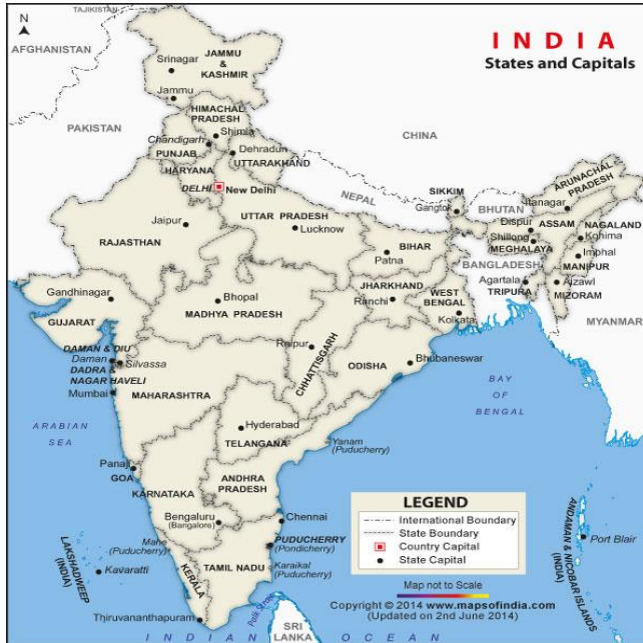 TAJIKISTAN
N
AFGHANISTAN
INDIA
States and Capitals
JAMMU
&
KASHMIR
Srinagar
Jammu
PAKISTAN
CHINA
HIMACHAL
PRADESH
Shimla
Chandigarh
PUNJAB
Dehradun
UTTARAKHAND
HARYANA
DELHI
New Delhi
NEPAL
SIKKIM
Gangtok
BHUTAN
ARUNACHAL
PRADESH
Itanagar
Jaipur
RAJASTHAN
UTTAR PRADESH
Lucknow
BIHAR
Patna
Dispur
ASSAM
NAGALAND
Kohima
Shillong
MEGHALAYA
Imphal
MANIPUR
BANGLADESH
Agartala
TRIPURA
Aizawl
MIZORAM
MYANMAR
Gandhinagar
GUJARAT
Bhopal
MADHYA PRADESH
JHARKHAND
Ranchi
WEST
BENGAL
Kolkata
Raipur
CHHATTISGARH
ODISHA
Bhubaneswar
DAMAN & DIU
Daman
Silvassa
DADRA &
NAGAR HAVELI
Mumbai
MAHARASHTRA
ARABIAN
SEA
BAY
OF
BENGAL
Hyderabad
TELANGANA
Yanam
(Puducherry)
Panaji
GOA
KARNATAKA
ANDHRA
PRADESH
Bengaluru
(Bangalore)
Chennai
Mahe
(Puducherry)
PUDUCHERRY
(Pondicherry)
TAMIL NADU
Karaikal
(Puducherry)
KERALA
LAKSHADWEEP
(INDIA)
Kavaratti
Thiruvananthapuram
Palk Strait
SRI
LANKA
INDIAN OCEAN
ANDAMAN & NICOBAR ISLANDS
(INDIA)
Port Blair
LEGEND
International Boundary
State Boundary
Country Capital
State Capital
Map not to Scale
Copyright © 2014 www.mapsofindia.com
(Updated on 2nd June 2014)